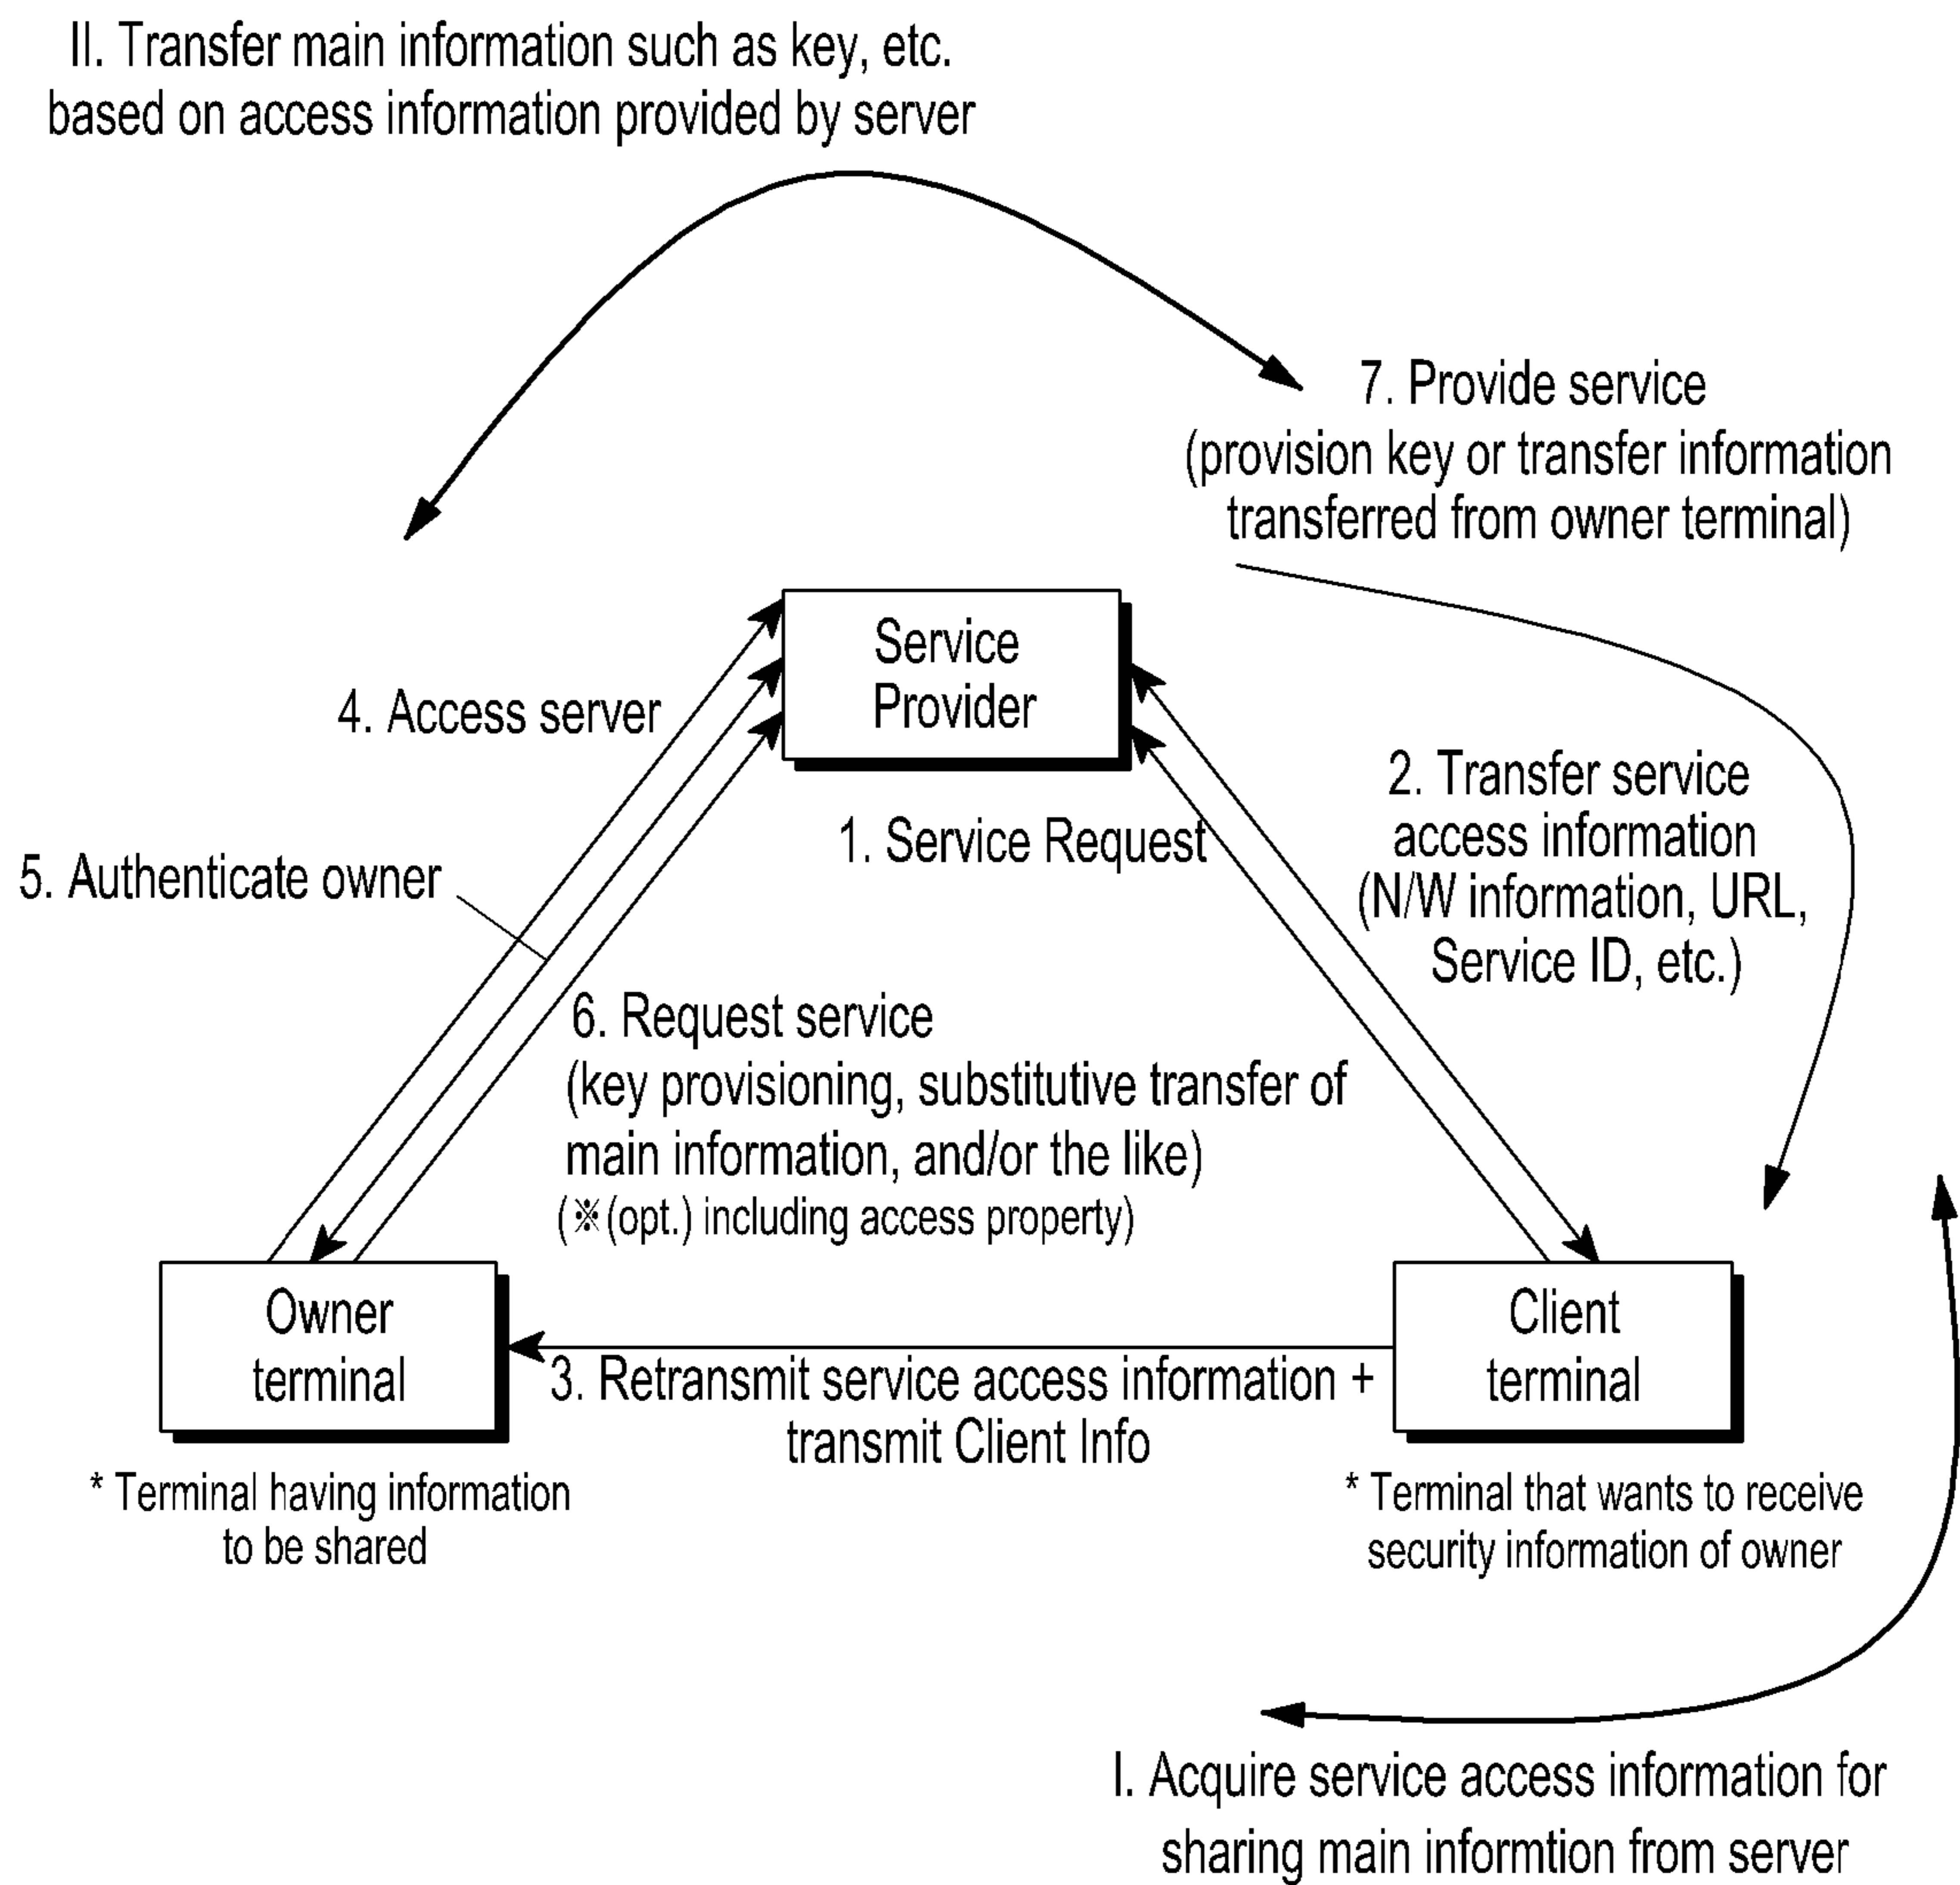 II. Transfer main information such as key, etc.
based on access information provided by server
7. Provide service
(provision key or transfer information
transferred from owner terminal)
Service
Provider
4. Access server
2. Transfer service
access information
(N/W information, URL,
Service ID, etc.)
1. Service Request
5. Authenticate owner
6. Request service
(key provisioning, substitutive transfer of
main information, and/or the like)
(※(opt.) including access property)
Owner
terminal
Client
terminal
3. Retransmit service access information +
transmit Client Info
* Terminal having information
to be shared
* Terminal that wants to receive
security information of owner
I. Acquire service access information for
sharing main informtion from server